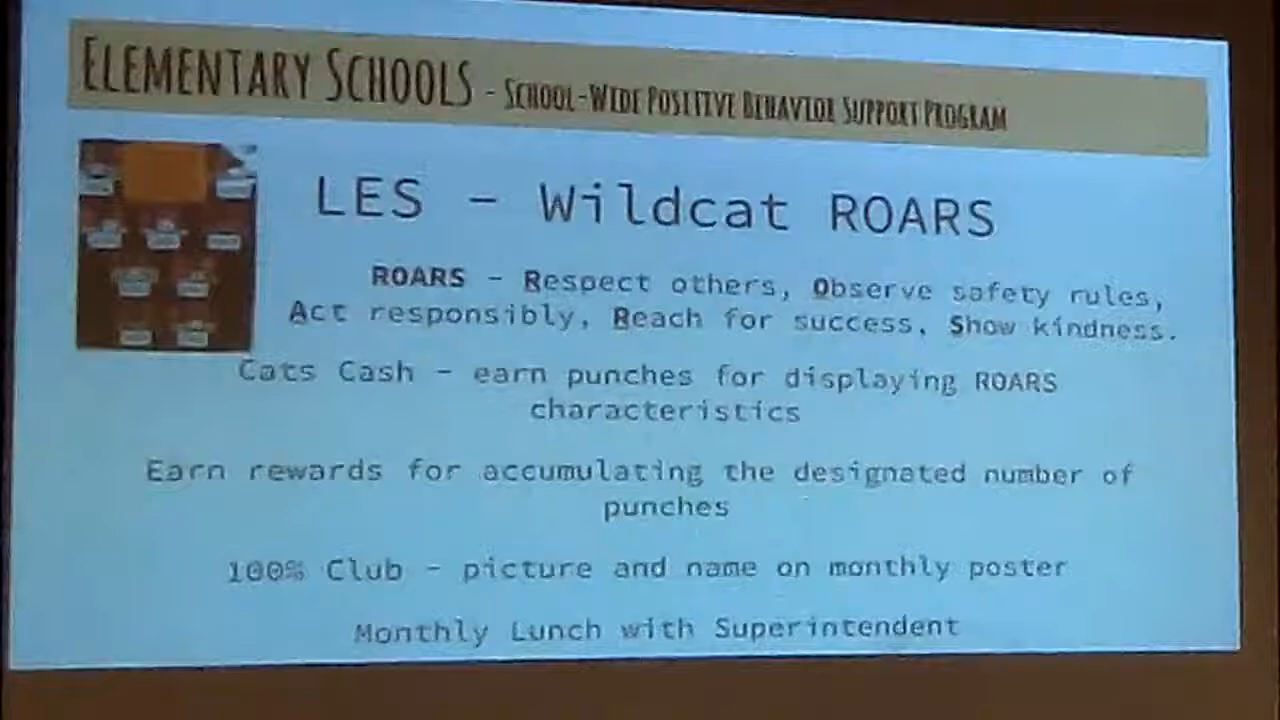 ELEMENTARY SCHOOLS - SCHOOL-WIDE POSITIVE BEHAVIOR SUPPORT PROGRAM
LES - Wildcat ROARS
ROARS - Respect others, Observe safety rules,
Act responsibly, Reach for success, Show kindness.
Cats Cash - earn punches for displaying ROARS
characteristics
Earn rewards for accumulating the designated number of
punches
100% Club - picture and name on monthly poster
Monthly Lunch with Superintendent